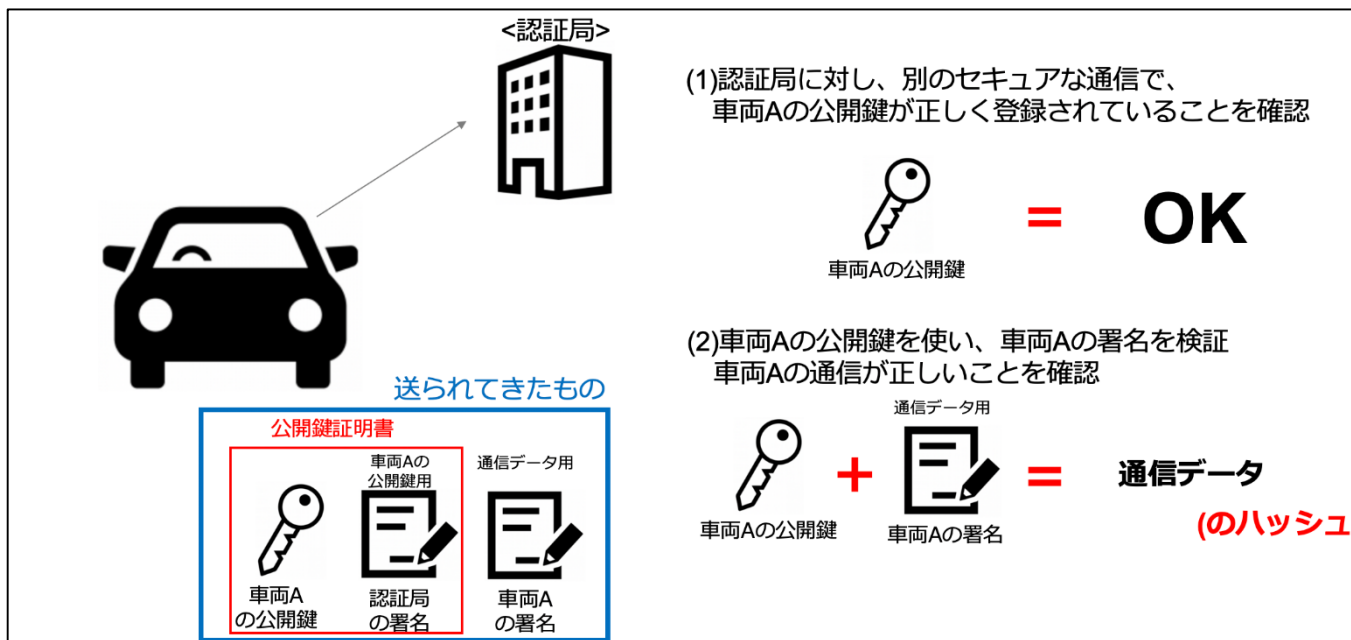 <認証局>
(1)認証局に対し、別のセキュアな通信で、
車両Aの公開鍵が正しく登録されていることを確認
=
OK
車両Aの公開鍵
(2)車両Aの公開鍵を使い、車両Aの署名を検証
車両Aの通信が正しいことを確認
通信データ用
+
=
通信データ
(のハッシュ
車両Aの公開鍵
車両Aの署名
送られてきたもの
公開鍵証明書
車両Aの
公開鍵用
通信データ用
車両A
の公開鍵
認証局
の署名
車両A
の署名